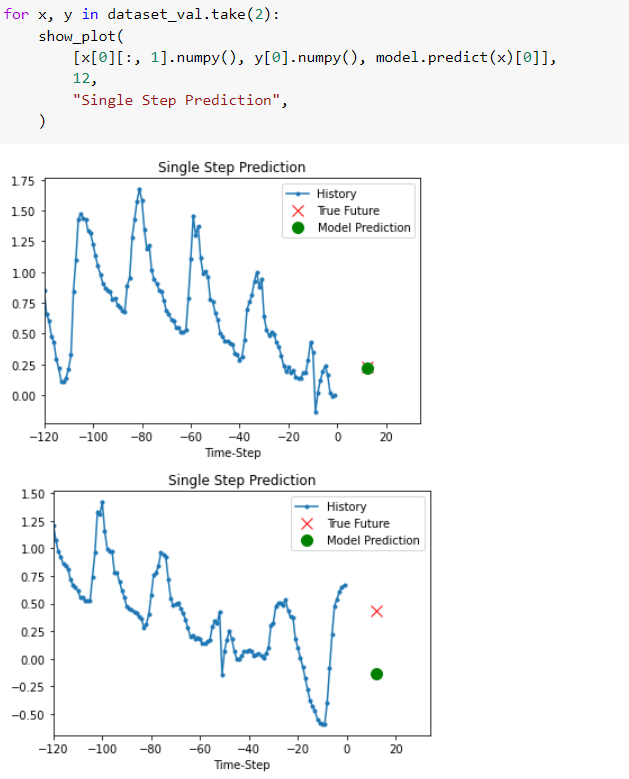 for x, y in dataset_val.take(2):
    show_plot(
        [x[0][:, 1].numpy(), y[0].numpy(), model.predict(x)[0]],
        12,
        "Single Step Prediction",
    )
Single Step Prediction
History
True Future
Model Prediction
1.75
1.50
1.25
1.00
0.75
0.50
0.25
0.00
−120 −100 −80 −60 −40 −20 0 20
Time-Step
Single Step Prediction
History
True Future
Model Prediction
1.50
1.25
1.00
0.75
0.50
0.25
0.00
−0.25
−0.50
−120 −100 −80 −60 −40 −20 0 20
Time-Step